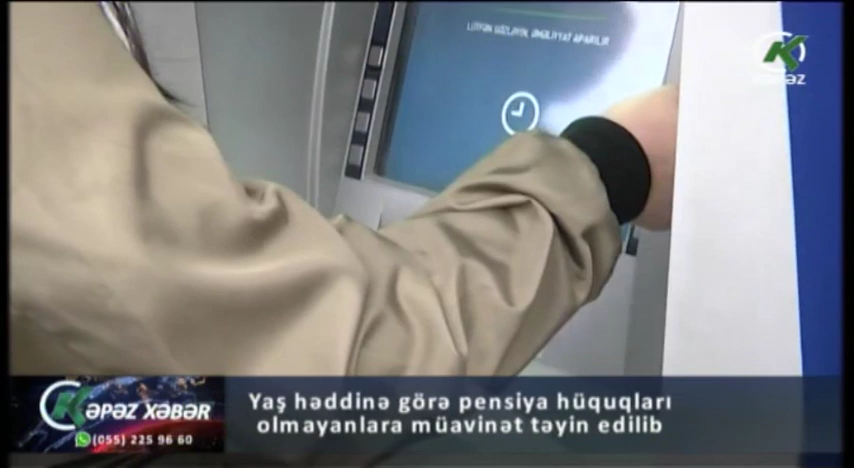 LÜTFƏN GÖZLƏYİN, ƏMƏLİYYAT APARILIR
KƏPƏZ
KƏPƏZ XƏBƏR
(055) 225 96 60
Yaş həddinə görə pensiya hüquqları
olmayanlara müavinət təyin edilib